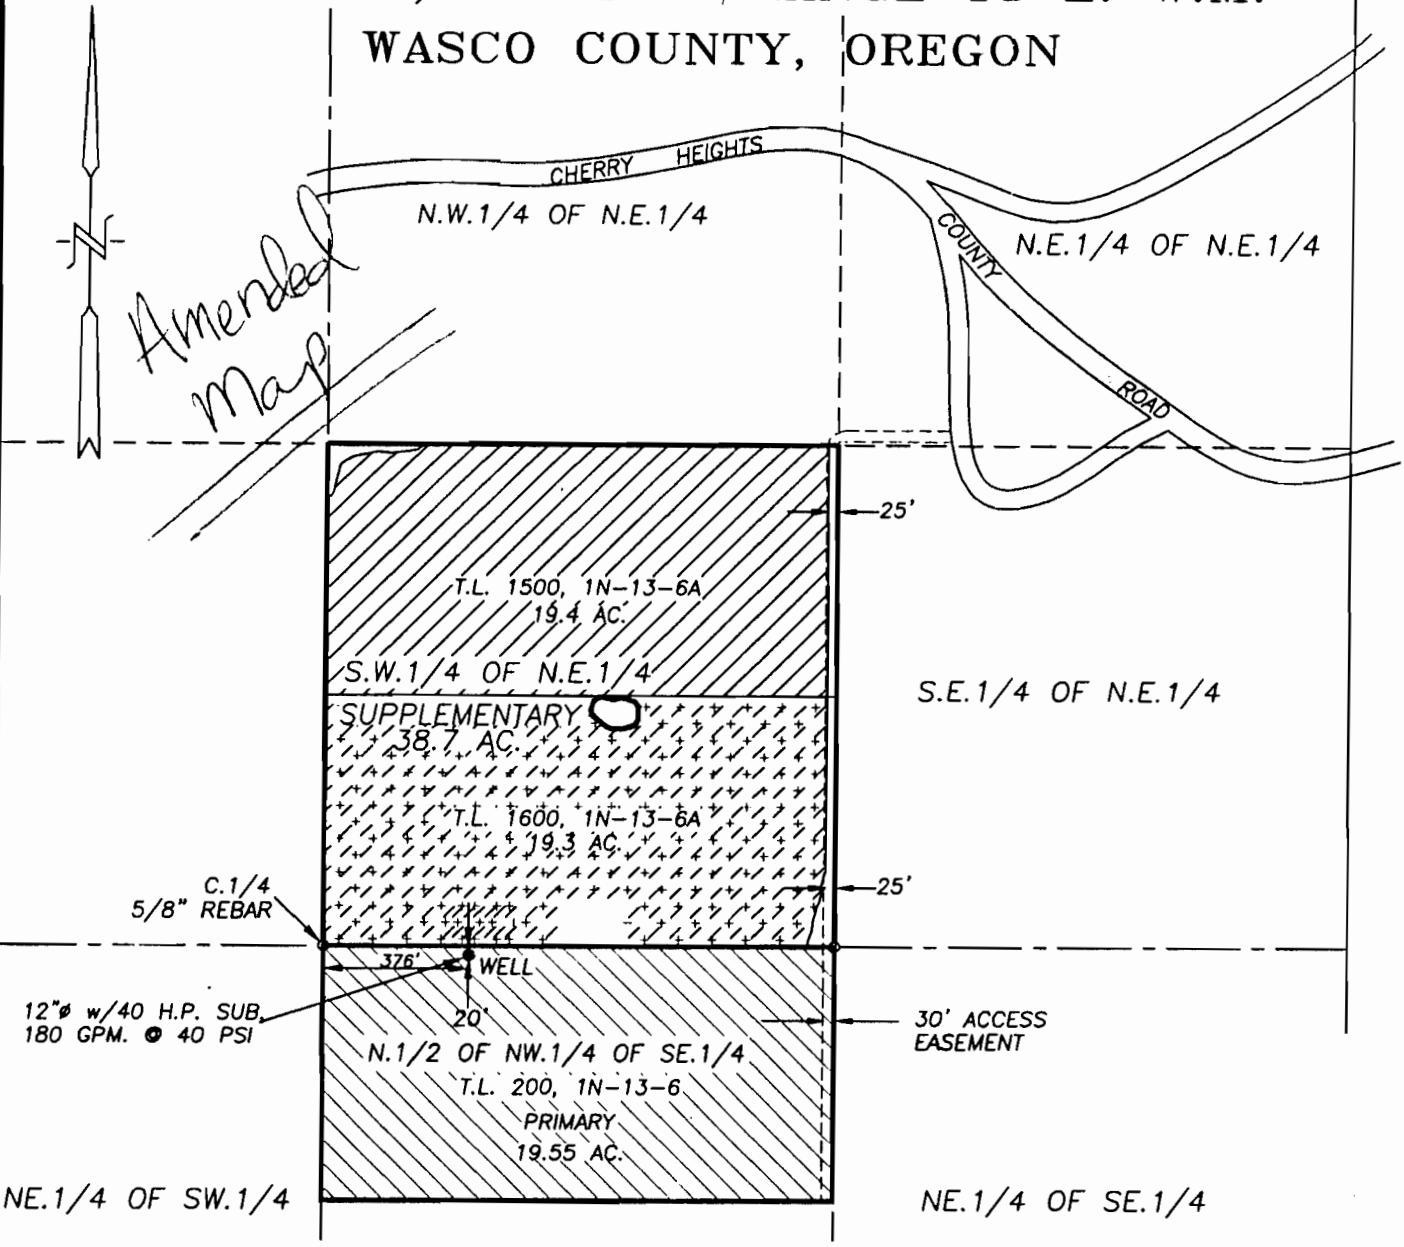 WASCO COUNTY, OREGON
CHERRY HEIGHTS
N.W.1/4 OF N.E.1/4
COUNTY
N.E.1/4 OF N.E.1/4
N
Amended
Map
ROAD
25'
T.L. 1500, 1N-13-6A
19.4 AC.
S.W.1/4 OF N.E.1/4
S.E.1/4 OF N.E.1/4
SUPPLEMENTARY
38.7 AC.
T.L. 1600, 1N-13-6A
19.3 AC.
C.1/4
5/8" REBAR
25'
376'
WELL
12"ø w/40 H.P. SUB.
180 GPM. @ 40 PSI
20'
30' ACCESS
EASEMENT
N.1/2 OF NW.1/4 OF SE.1/4
T.L. 200, 1N-13-6
PRIMARY
19.55 AC.
NE.1/4 OF SW.1/4
NE.1/4 OF SE.1/4